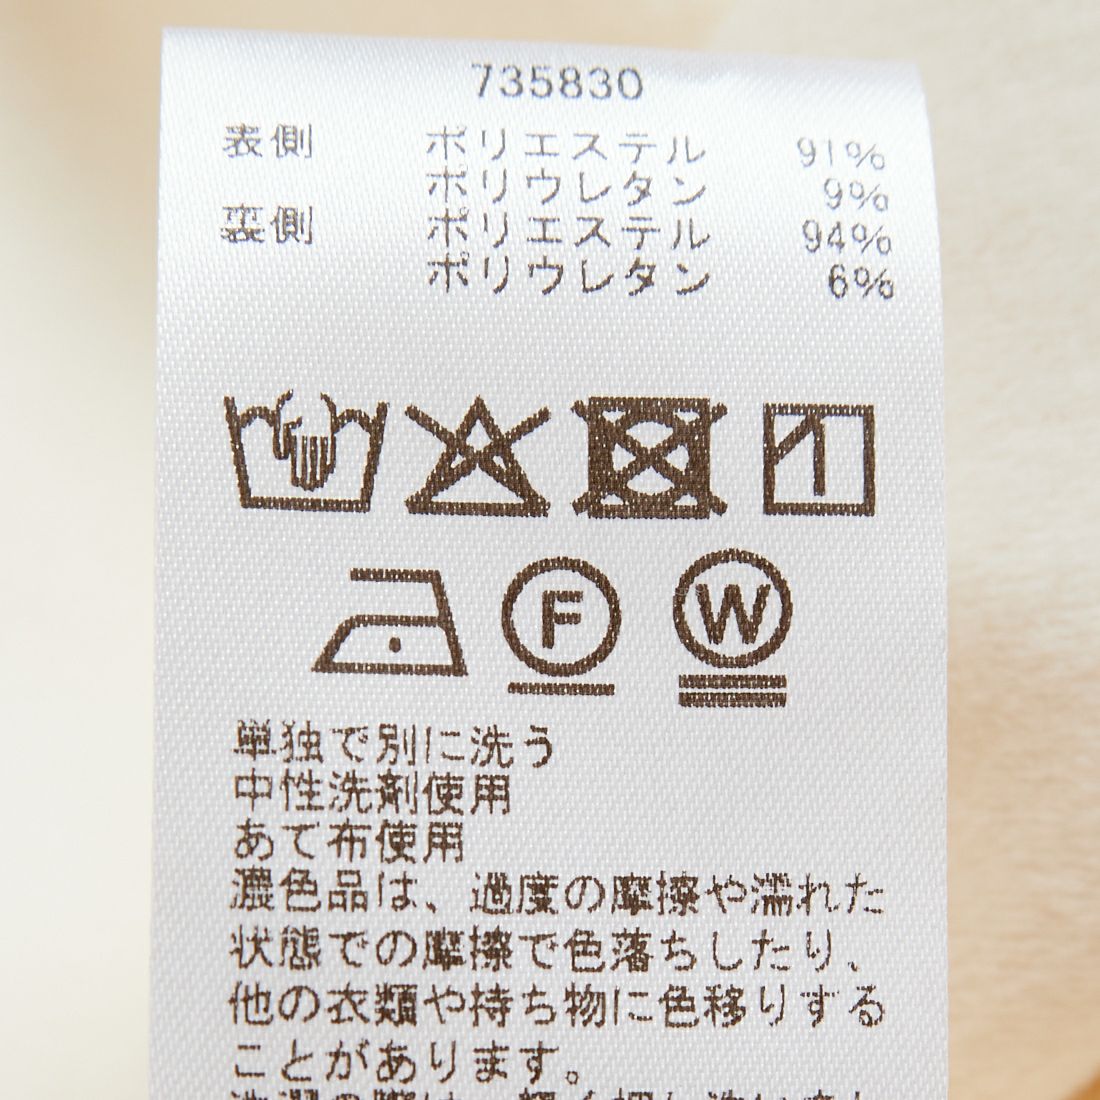 735830
表側 ポリエステル 91%
ポリウレタン 9%
裏側 ポリエステル 94%
ポリウレタン 6%
F W
単独で別に洗う
中性洗剤使用
あて布使用
濃色品は、過度の摩擦や濡れた
状態での摩擦で色落ちしたり、
他の衣類や持ち物に色移りする
ことがあります。